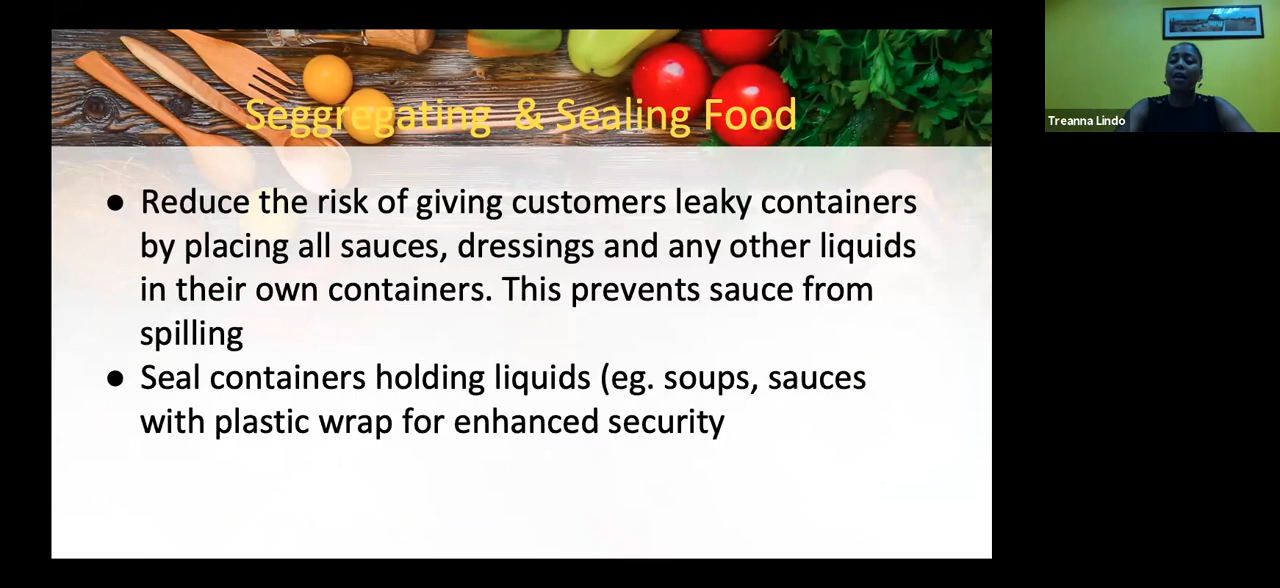 Seggregating & Sealing Food
● Reduce the risk of giving customers leaky containers
by placing all sauces, dressings and any other liquids
in their own containers. This prevents sauce from
spilling
● Seal containers holding liquids (eg. soups, sauces
with plastic wrap for enhanced security
Treanna Lindo